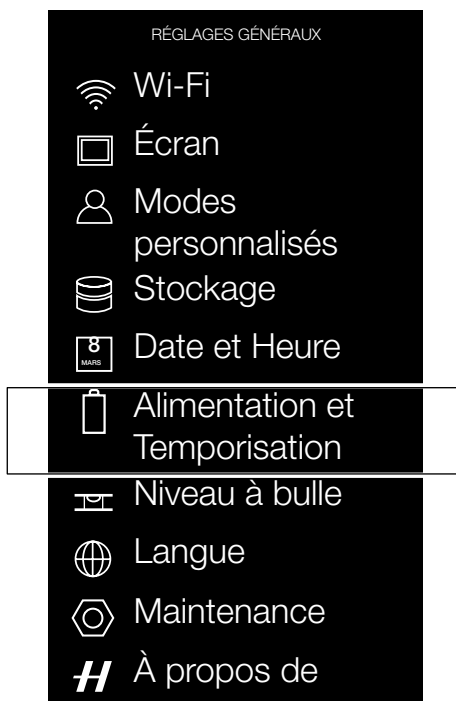 RÉGLAGES GÉNÉRAUX
Wi-Fi
Écran
Modes
personnalisés
Stockage
8
MARS
Date et Heure
Alimentation et
Temporisation
Niveau à bulle
Langue
Maintenance
H
À propos de